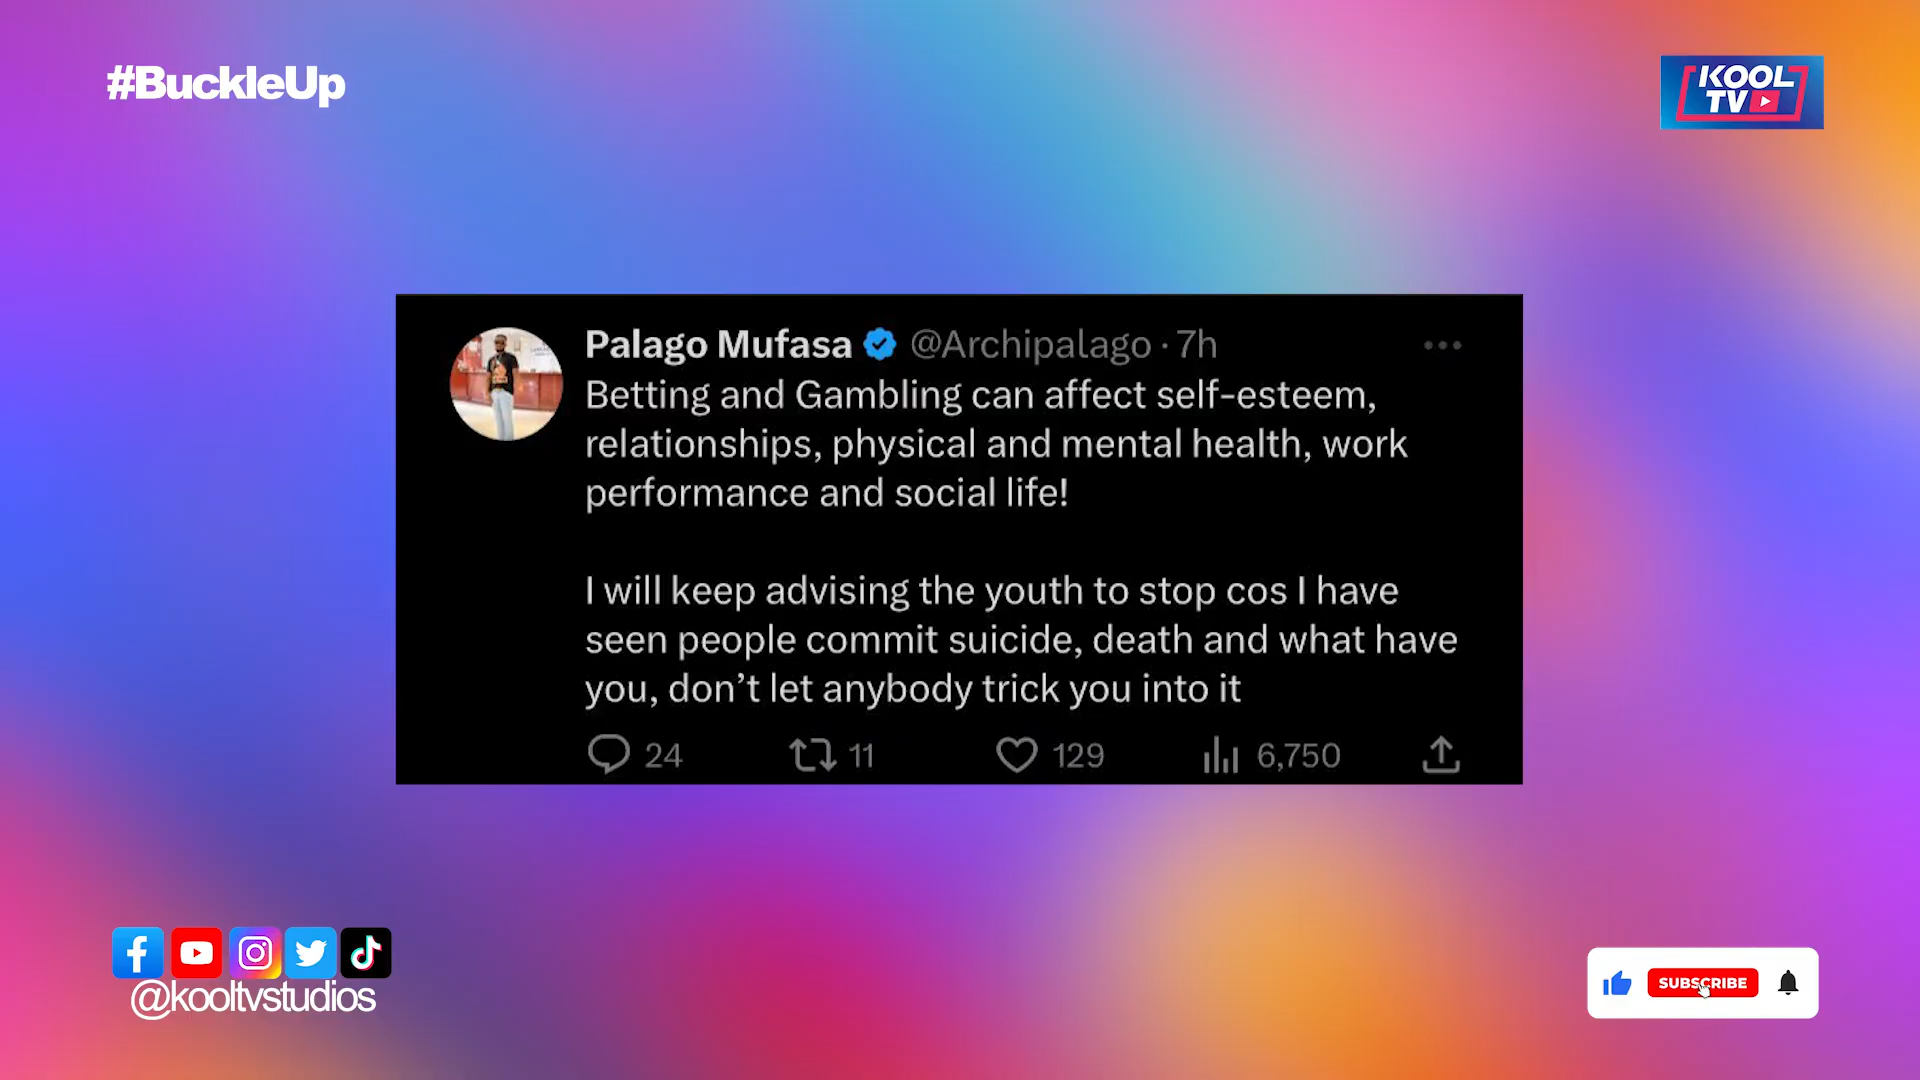 #BuckleUp
KOOL
TV
Palago Mufasa @Archipalago · 7h
Betting and Gambling can affect self-esteem,
relationships, physical and mental health, work
performance and social life!
I will keep advising the youth to stop cos I have
seen people commit suicide, death and what have
you, don’t let anybody trick you into it
24 11 129 6,750
@kooltvstudios
SUBSCRIBE